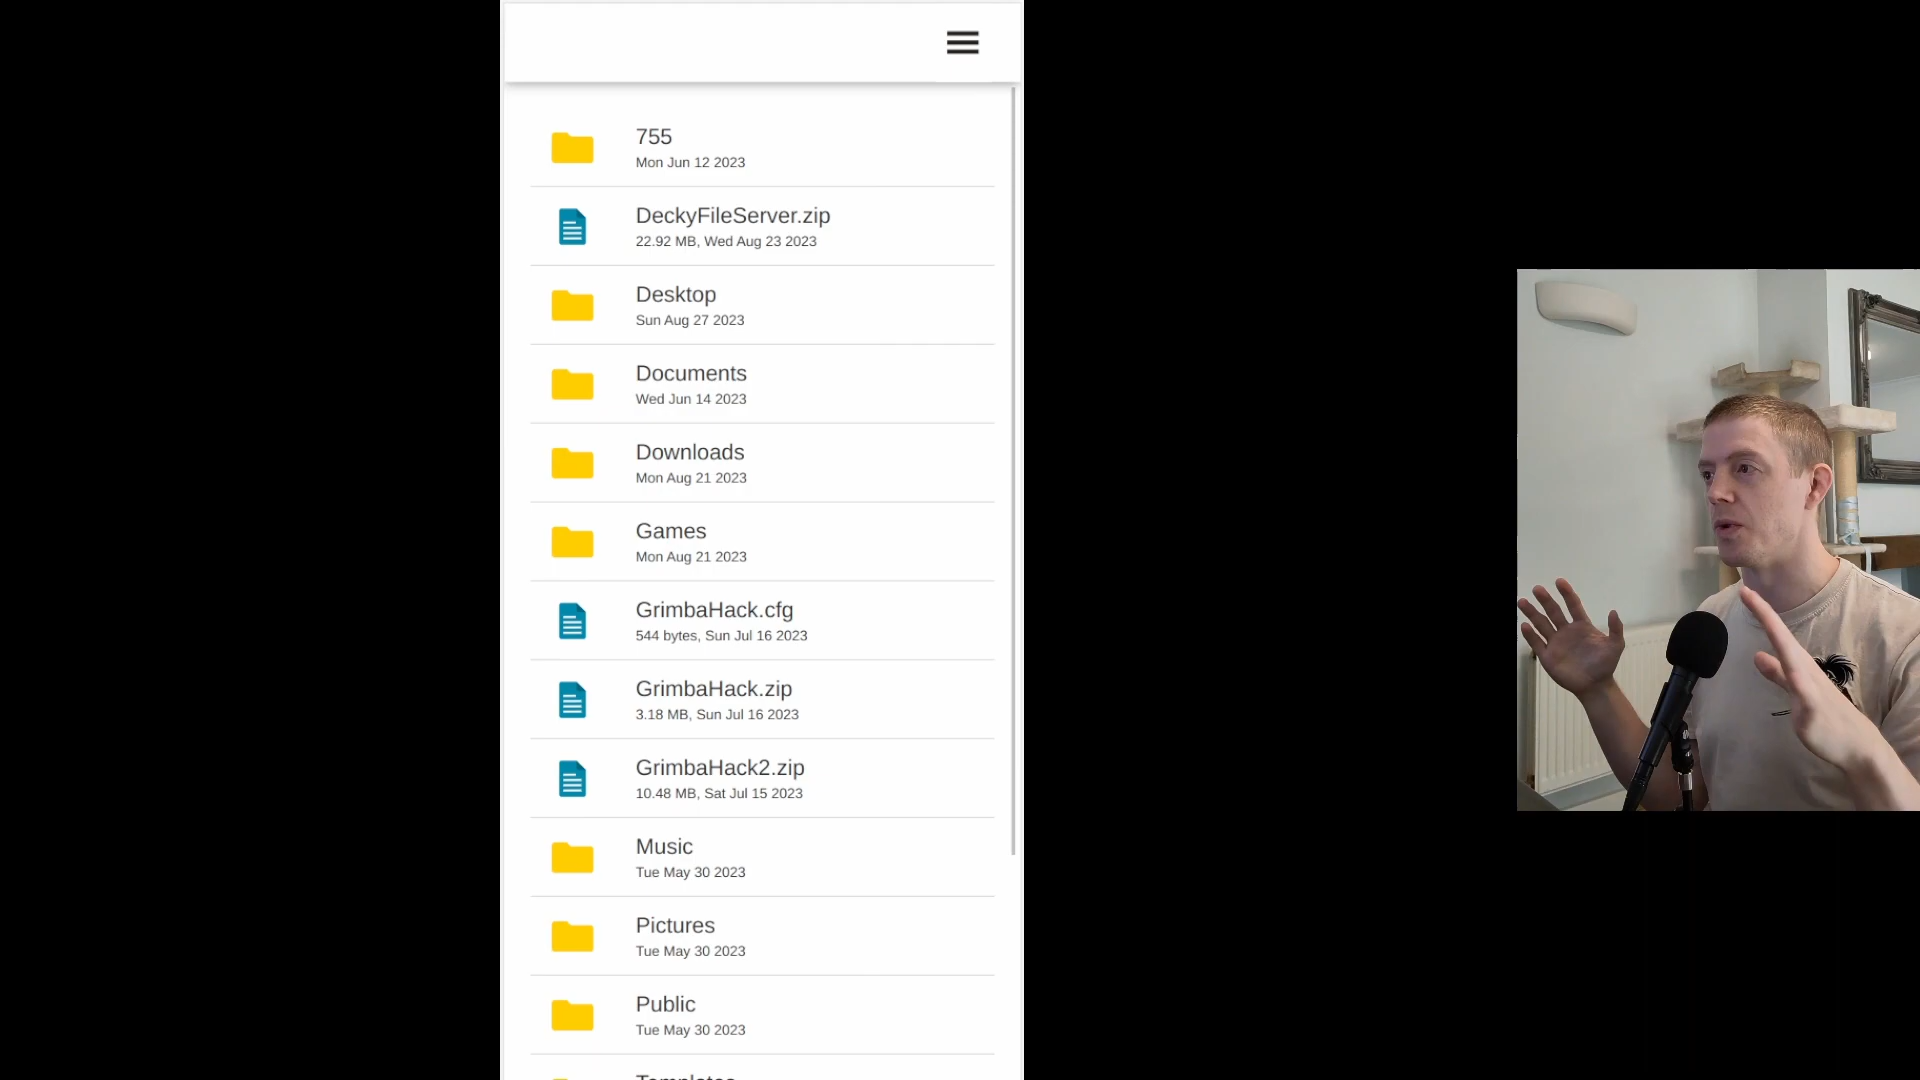 755
Mon Jun 12 2023
DeckyFileServer.zip
22.92 MB, Wed Aug 23 2023
Desktop
Sun Aug 27 2023
Documents
Wed Jun 14 2023
Downloads
Mon Aug 21 2023
Games
Mon Aug 21 2023
GrimbaHack.cfg
544 bytes, Sun Jul 16 2023
GrimbaHack.zip
3.18 MB, Sun Jul 16 2023
GrimbaHack2.zip
10.48 MB, Sat Jul 15 2023
Music
Tue May 30 2023
Pictures
Tue May 30 2023
Public
Tue May 30 2023
Templates